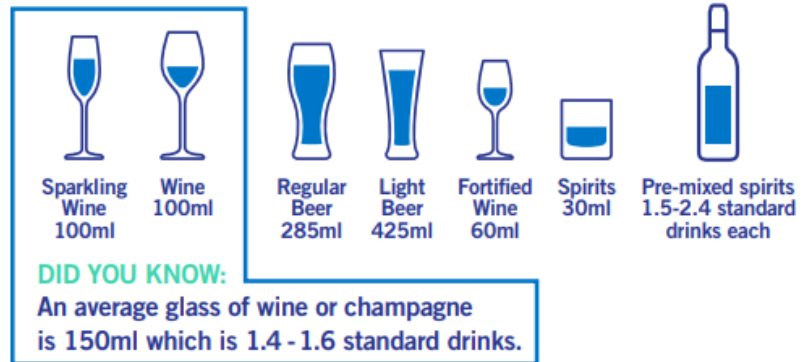 Sparkling
Wine
100ml
Wine
100ml
Regular
Beer
285ml
Light
Beer
425ml
Fortified
Wine
60ml
Spirits
30ml
Pre-mixed spirits
1.5-2.4 standard
drinks each
DID YOU KNOW:
An average glass of wine or champagne
is 150ml which is 1.4 - 1.6 standard drinks.